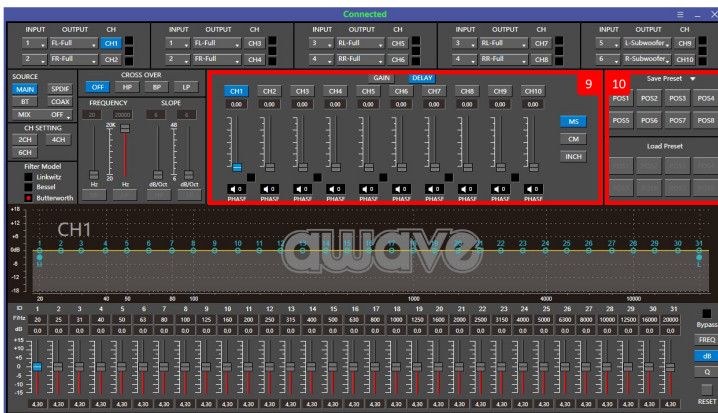 Connected
INPUT OUTPUT CH INPUT OUTPUT CH INPUT OUTPUT CH INPUT OUTPUT CH INPUT OUTPUT CH
1 FL-Full CH1 1 FL-Full CH3 3 RL-Full CH5 3 RL-Full CH7 5 L-Subwoofer CH9
2 FR-Full CH2 2 FR-Full CH4 4 RR-Full CH6 4 RR-Full CH8 6 R-Subwoofer CH10
SOURCE CROSS OVER GAIN DELAY 9 10 Save Preset
MAIN SPDIF OFF HP BP LP CH1 CH2 CH3 CH4 CH5 CH6 CH7 CH8 CH9 CH10 POS1 POS2 POS3 POS4
BT COAX FREQUENCY SLOPE 0,00 0,00 0,00 0,00 0,00 0,00 0,00 0,00 0,00 0,00
MIX OFF 20 20000 6 6 MS POS5 POS6 POS7 POS8
CH SETTING 20K 48
2CH 4CH CM
6CH Load Preset
Filter Model INCH
Linkwitz 20 6
Bessel Hz Hz dB/Oct dB/Oct 0 0 0 0 0 0 0 0 0 0
Butterworth PHASE PHASE PHASE PHASE PHASE PHASE PHASE PHASE PHASE PHASE
+18
+12 CH1
+6 awave
0dB 1 2 3 4 5 6 7 8 9 10 11 12 13 14 15 16 17 18 19 20 21 22 23 24 25 26 27 28 29 30 31
-6 H L
-12
-18
20 40 50 80 100 1000 4000 10000
ID 1 2 3 4 5 6 7 8 9 10 11 12 13 14 15 16 17 18 19 20 21 22 23 24 25 26 27 28 29 30 31
F/Hz 20 25 31 40 50 63 80 100 125 160 200 250 315 400 500 630 800 1000 1250 1600 2000 2500 3150 4000 5000 6300 8000 10000 12500 16000 20000
dB 0,0 0,0 0,0 0,0 0,0 0,0 0,0 0,0 0,0 0,0 0,0 0,0 0,0 0,0 0,0 0,0 0,0 0,0 0,0 0,0 0,0 0,0 0,0 0,0 0,0 0,0 0,0 0,0 0,0 0,0 0,0 Bypass
+15 FREQ
+10
+5 dB
0
-5 Q
-10
-15
4,30 4,30 4,30 4,30 4,30 4,30 4,30 4,30 4,30 4,30 4,30 4,30 4,30 4,30 4,30 4,30 4,30 4,30 4,30 4,30 4,30 4,30 4,30 4,30 4,30 4,30 4,30 4,30 4,30 4,30 4,30 RESET